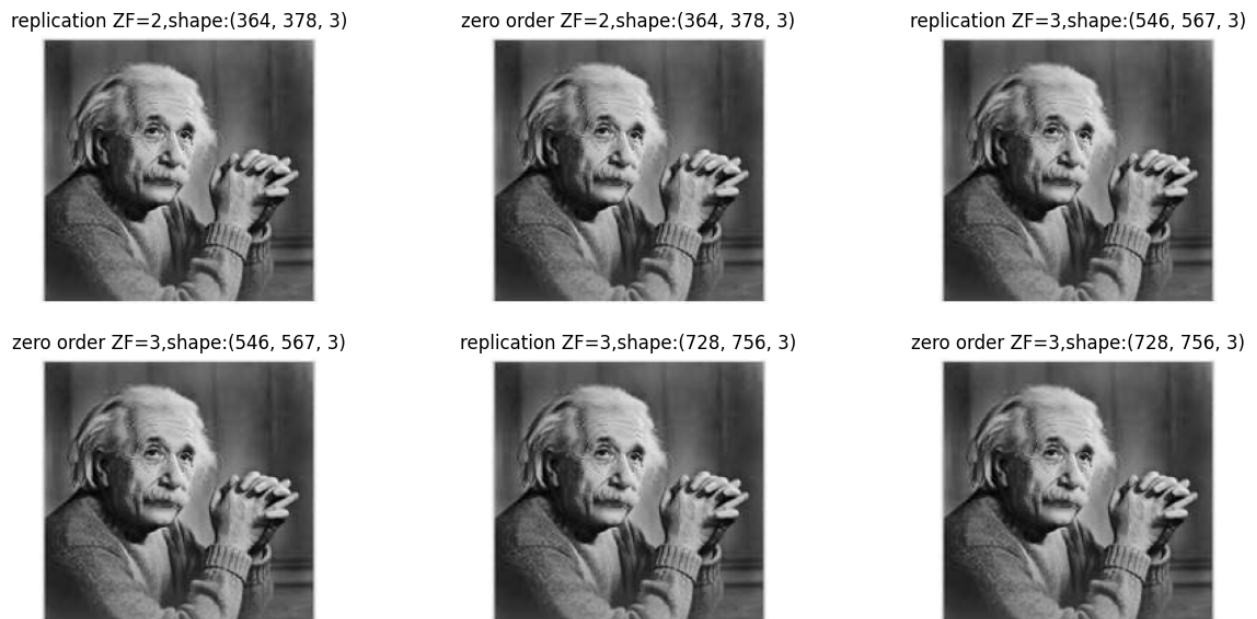 replication ZF=2,shape:(364, 378, 3)
zero order ZF=2,shape:(364, 378, 3)
replication ZF=3,shape:(546, 567, 3)
zero order ZF=3,shape:(546, 567, 3)
replication ZF=3,shape:(728, 756, 3)
zero order ZF=3,shape:(728, 756, 3)